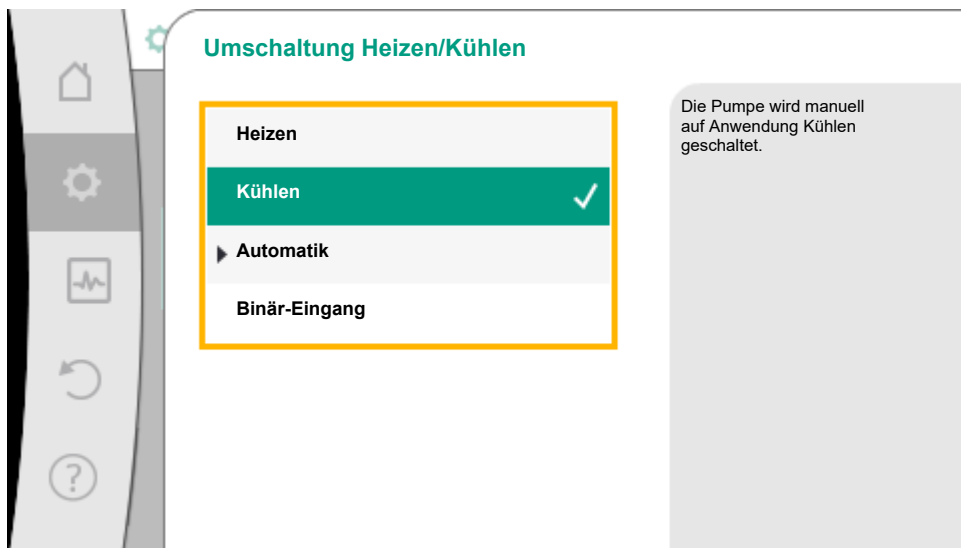 Umschaltung Heizen/Kühlen
Heizen
Kühlen
Automatik
Binär-Eingang
Die Pumpe wird manuell
auf Anwendung Kühlen
geschaltet.
?